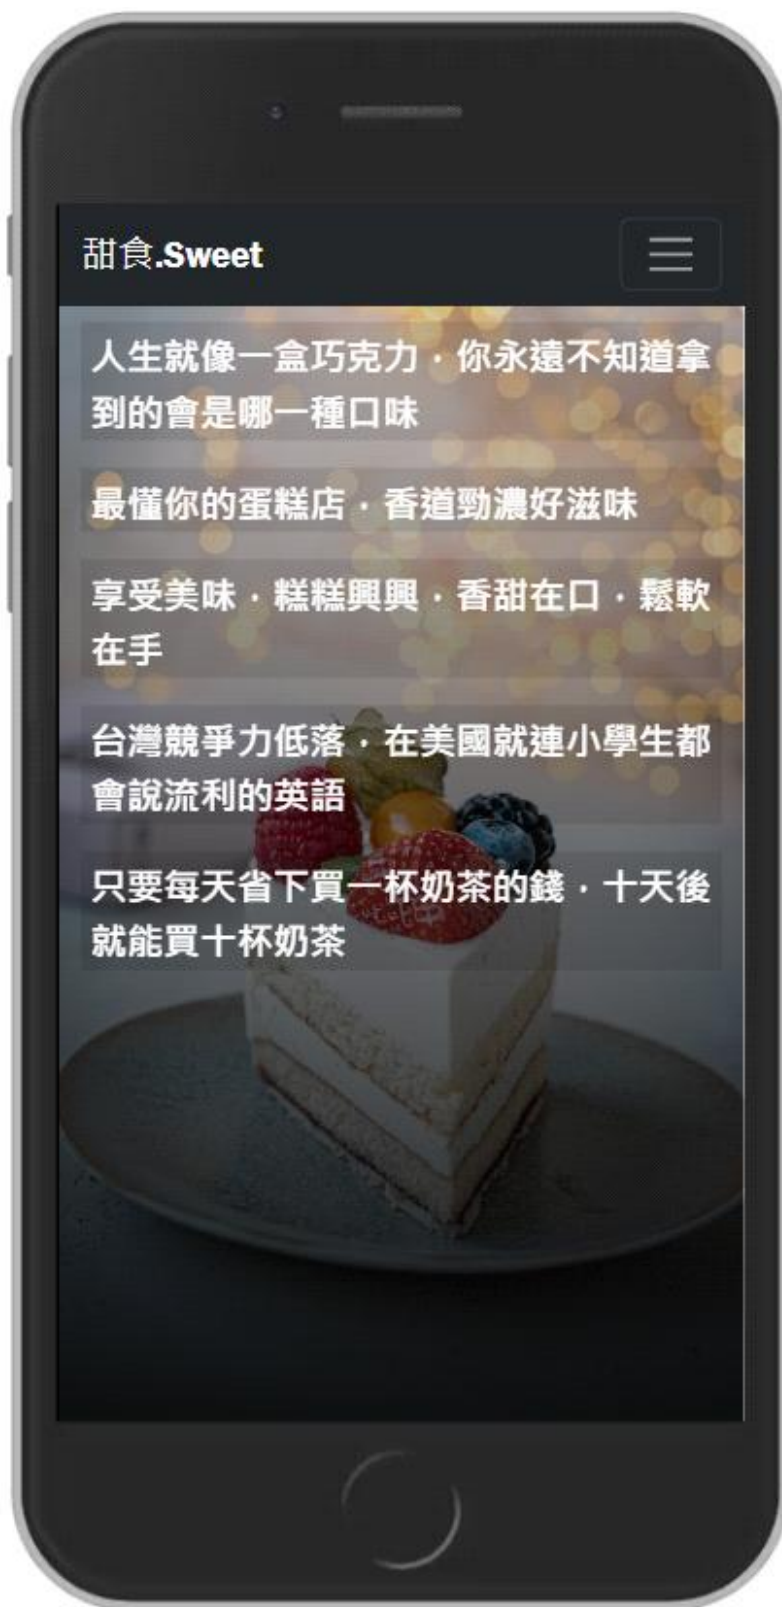 甜食.Sweet
人生就像一盒巧克力，你永遠不知道拿
到的會是哪一種口味
最懂你的蛋糕店，香道勁濃好滋味
享受美味，糕糕興興，香甜在口，鬆軟
在手
台灣競爭力低落，在美國就連小學生都
會說流利的英語
只要每天省下買一杯奶茶的錢，十天後
就能買十杯奶茶